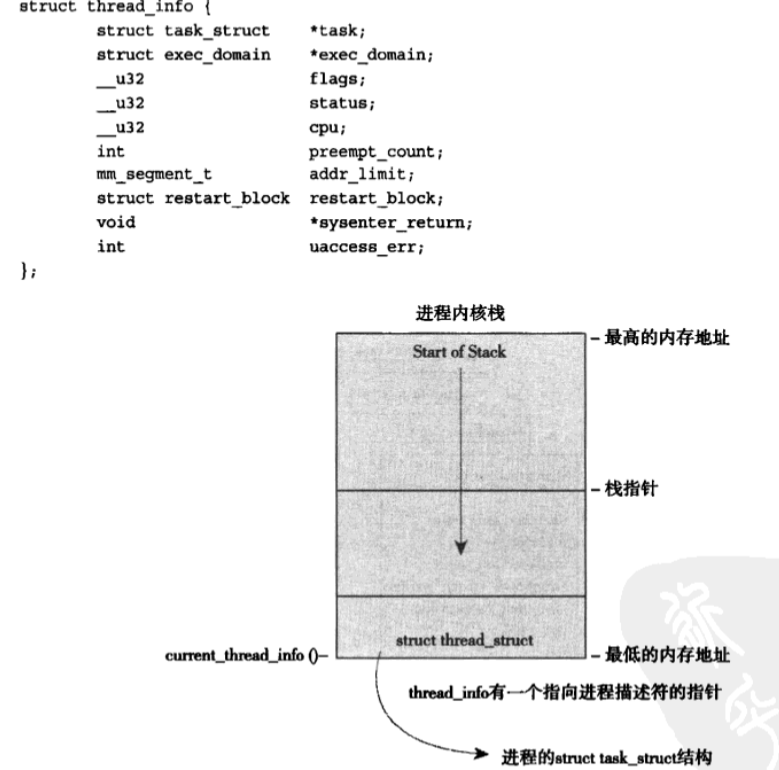 struct thread_info {
struct task_struct *task;
struct exec_domain *exec_domain;
__u32 flags;
__u32 status;
__u32 cpu;
int preempt_count;
mm_segment_t addr_limit;
struct restart_block restart_block;
void *sysenter_return;
int uaccess_err;
};
进程内核栈
Start of Stack
最高的内存地址
栈指针
struct thread_struct
current_thread_info ()
最低的内存地址
thread_info有一个指向进程描述符的指针
进程的struct task_struct结构